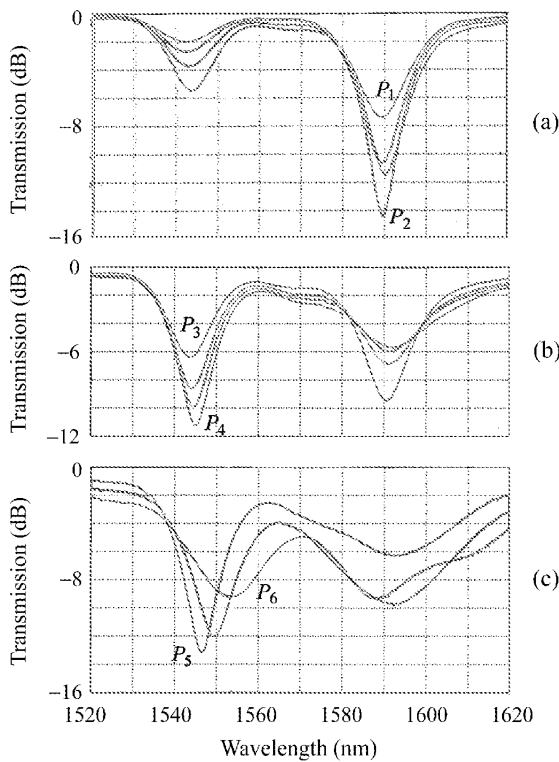 0
-8
-16
Transmission (dB)
P1
P2
(a)
0
-6
-12
Transmission (dB)
P3
P4
(b)
0
-8
-16
Transmission (dB)
P5
P6
(c)
1520 1540 1560 1580 1600 1620
Wavelength (nm)